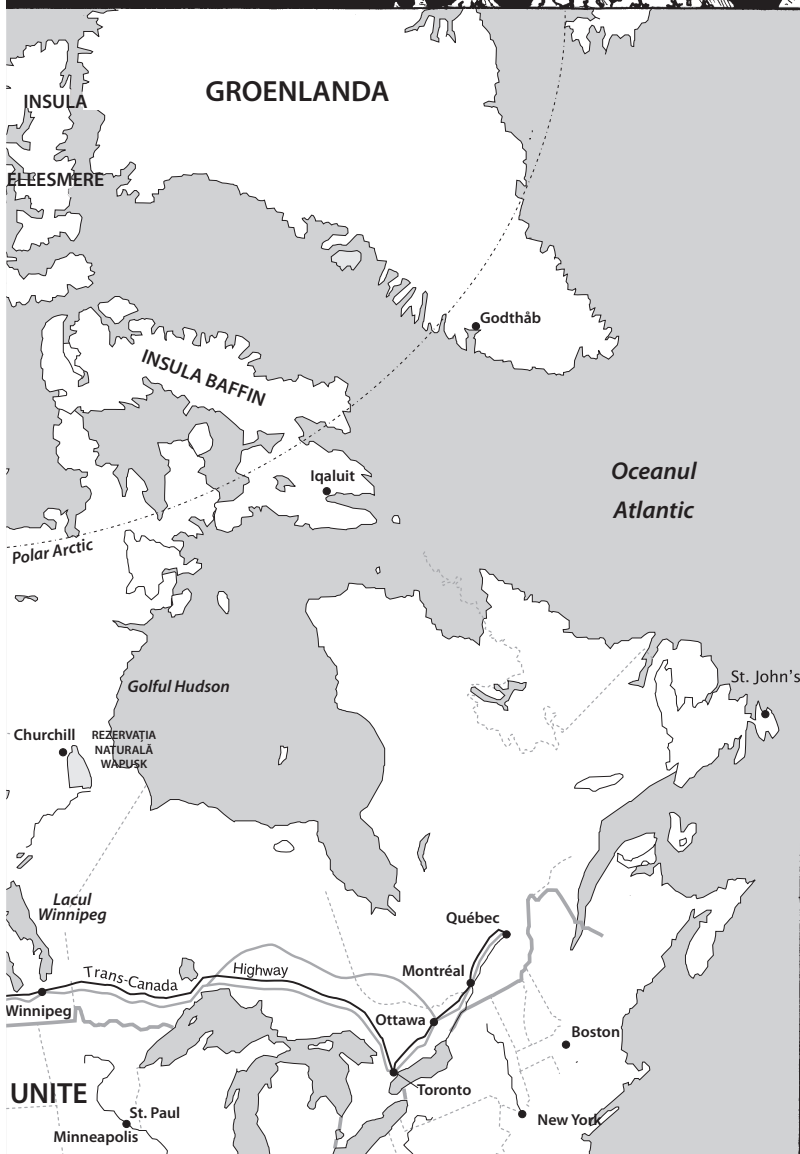 GROENLANDA
INSULA
ELLESMERE
Godthåb
INSULA BAFFIN
Oceanul
Atlantic
Iqaluit
Polar Arctic
St. John's
Golful Hudson
Churchill
REZERVAȚIA
NATURALĂ
WAPUSK
Lacul
Winnipeg
Québec
Trans-Canada Highway
Montréal
Winnipeg
Ottawa
Boston
UNITE
Toronto
St. Paul
New York
Minneapolis